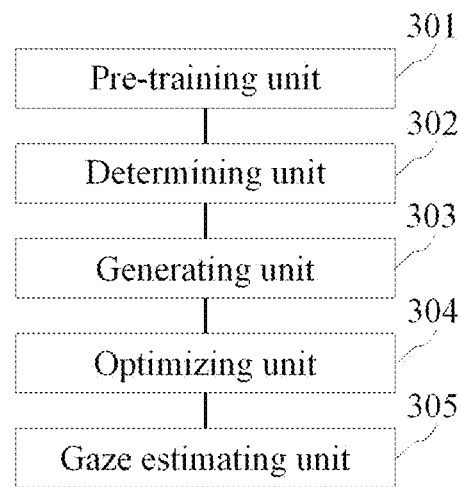 301
Pre-training unit
302
Determining unit
303
Generating unit
304
Optimizing unit
305
Gaze estimating unit